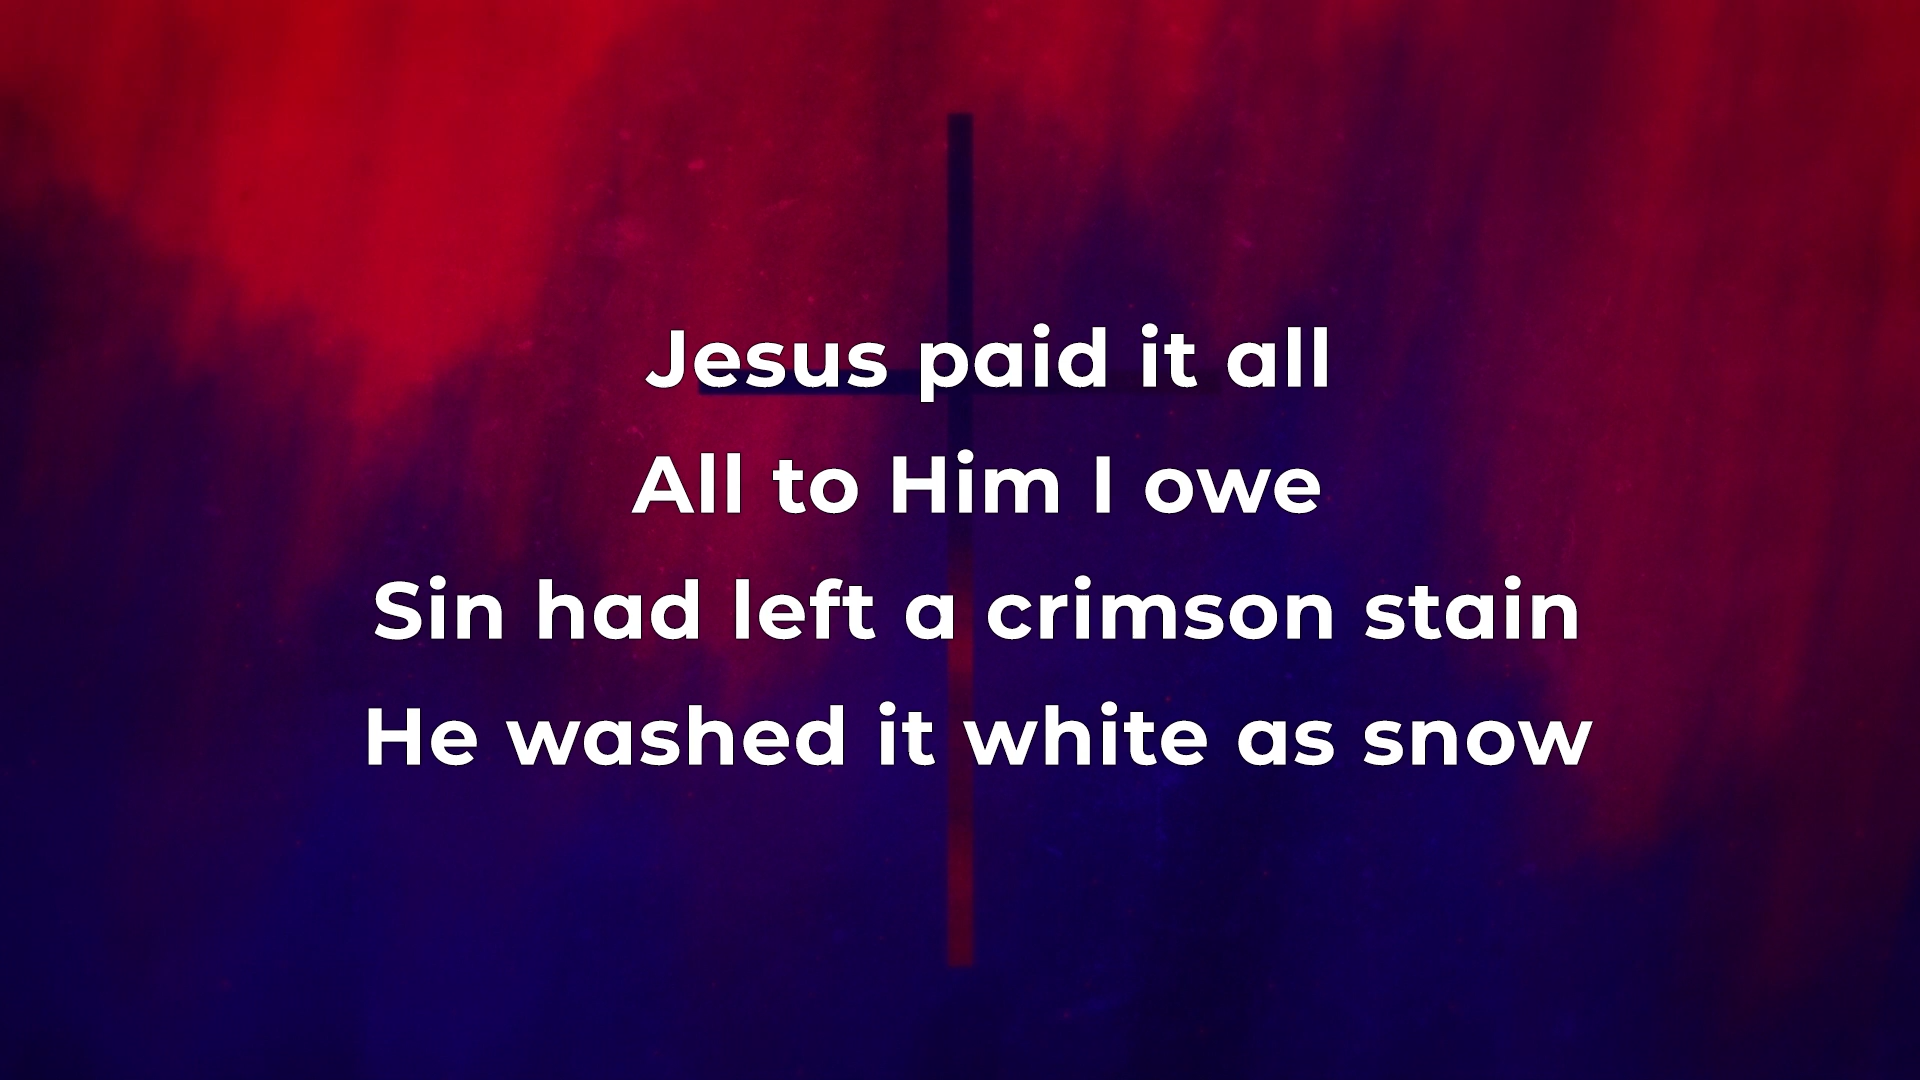 Jesus paid it all
All to Him I owe
Sin had left a crimson stain
He washed it white as snow